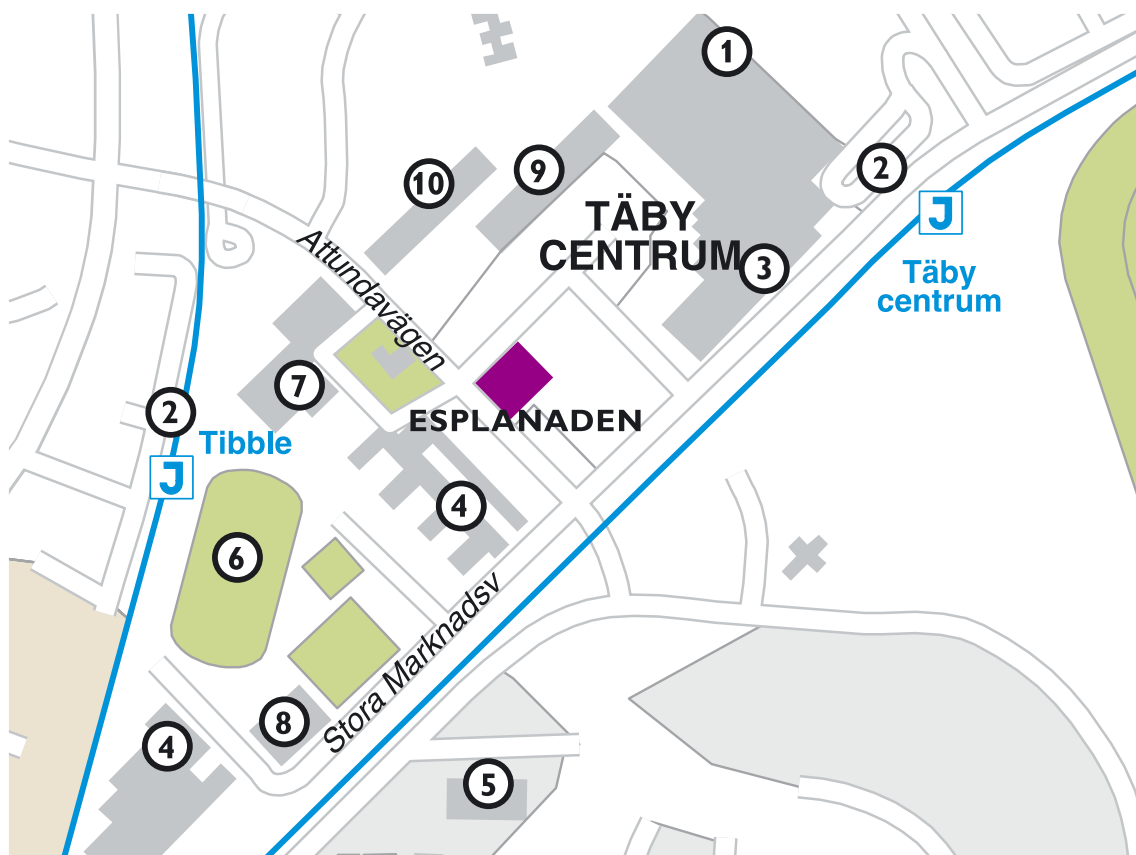 1
2
9
10
TÄBY
CENTRUM
J
Attundavägen
3
Täby
centrum
7
2
ESPLANADEN
Tibble
J
4
6
Stora Marknadsv
8
4
5